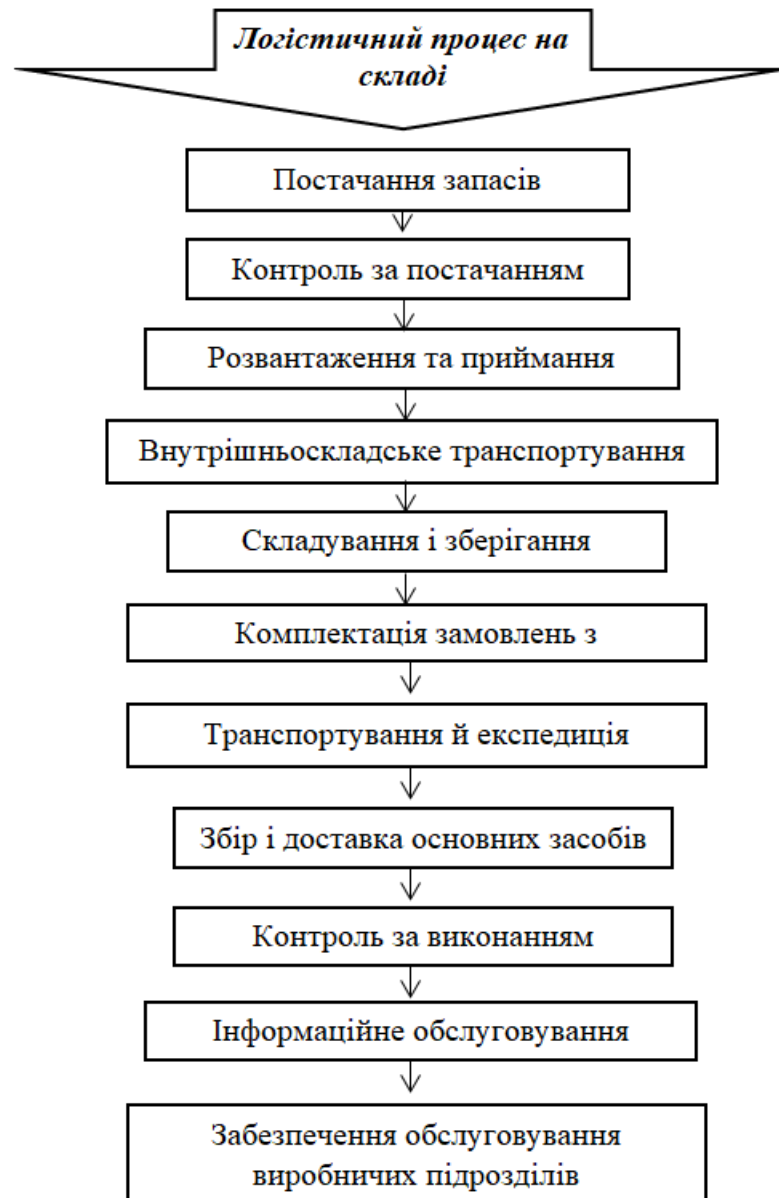 Логістичний процес на
складі
Постачання запасів
Контроль за постачанням
Розвантаження та приймання
Внутрішньоскладське транспортування
Складування і зберігання
Комплектація замовлень з
Транспортування й експедиція
Збір і доставка основних засобів
Контроль за виконанням
Інформаційне обслуговування
Забезпечення обслуговування
виробничих підрозділів